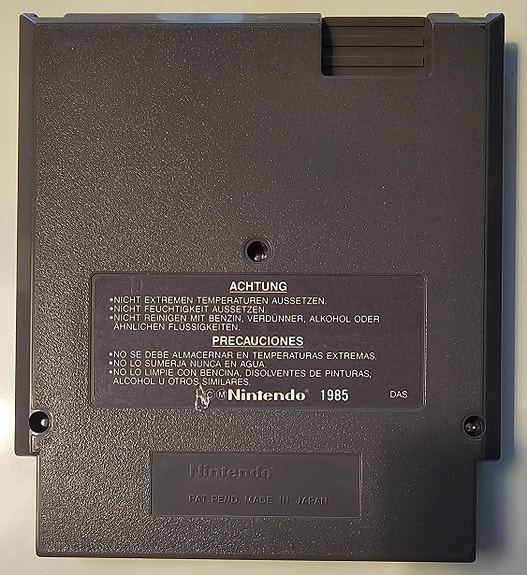 ACHTUNG
•NICHT EXTREMEN TEMPERATUREN AUSSETZEN.
•NICHT FEUCHTIGKEIT AUSSETZEN
•NICHT REINIGEN MIT BENZIN, VERDÜNNER, ALKOHOL ODER
ÄHNLICHEN FLÜSSIGKEITEN.
PRECAUCIONES
•NO SE DEBE ALMACERNAR EN TEMPERATURAS EXTREMAS.
•NO LO SUMERJA NUNCA EN AGUA
•NO LO LIMPIE CON BENCINA, DISOLVENTES DE PINTURAS,
ALCOHOL U OTROS SIMILARES.
ⒸⓂNintendo® 1985 DAS
Nintendo®
PAT. PEND. MADE IN JAPAN